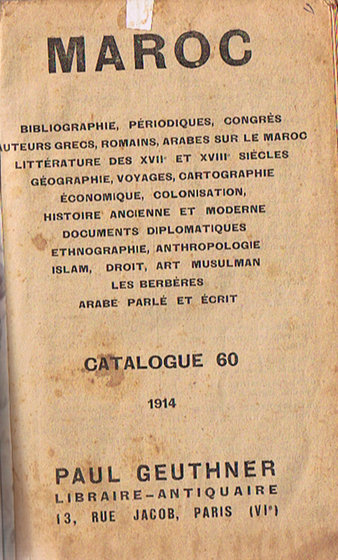 MAROC
BIBLIOGRAPHIE, PÉRIODIQUES, CONGRÈS
AUTEURS GRECS, ROMAINS, ARABES SUR LE MAROC
LITTÉRATURE DES XVIIᵉ ET XVIIIᵉ SIÈCLES
GÉOGRAPHIE, VOYAGES, CARTOGRAPHIE
ÉCONOMIQUE, COLONISATION,
HISTOIRE ANCIENNE ET MODERNE
DOCUMENTS DIPLOMATIQUES
ETHNOGRAPHIE, ANTHROPOLOGIE
ISLAM, DROIT, ART MUSULMAN
LES BERBÈRES
ARABE PARLÉ ET ÉCRIT
CATALOGUE 60
1914
PAUL GEUTHNER
LIBRAIRE-ANTIQUAIRE
13, RUE JACOB, PARIS (VIᵉ)